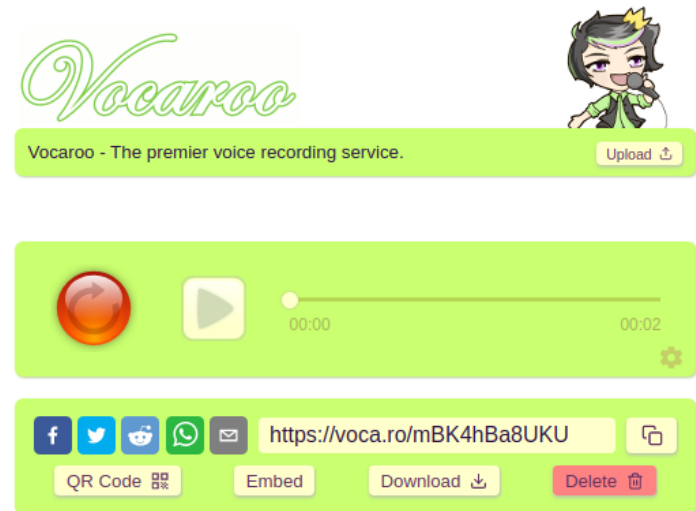 Vocaroo
Vocaroo - The premier voice recording service.
Upload
00:00
00:02
https://voca.ro/mBK4hBa8UKU
QR Code
Embed
Download
Delete